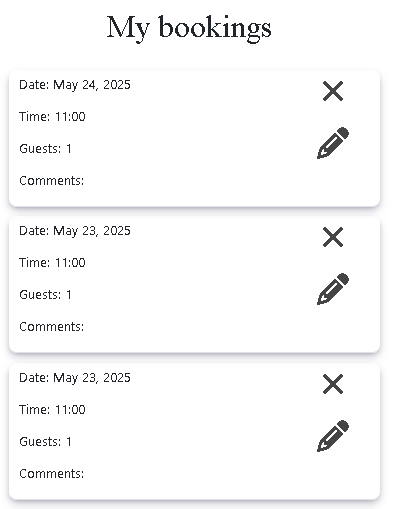 My bookings
Date: May 24, 2025
Time: 11:00
Guests: 1
Comments:
Date: May 23, 2025
Time: 11:00
Guests: 1
Comments:
Date: May 23, 2025
Time: 11:00
Guests: 1
Comments: